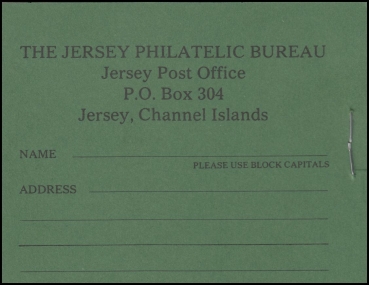 THE JERSEY PHILATELIC BUREAU
Jersey Post Office
P.O. Box 304
Jersey, Channel Islands
NAME
PLEASE USE BLOCK CAPITALS
ADDRESS